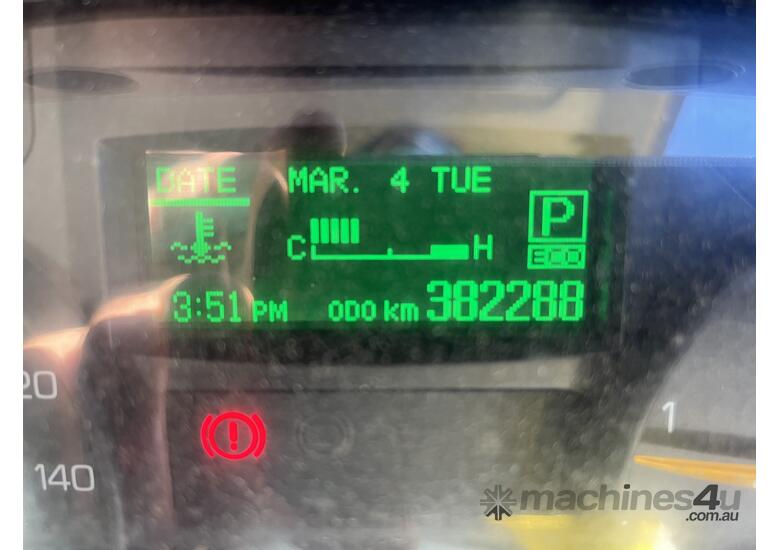 DATE MAR. 4 TUE
P
C H ECO
3:51 PM ODO km 382288
20
140
1
machines4u
.com.au